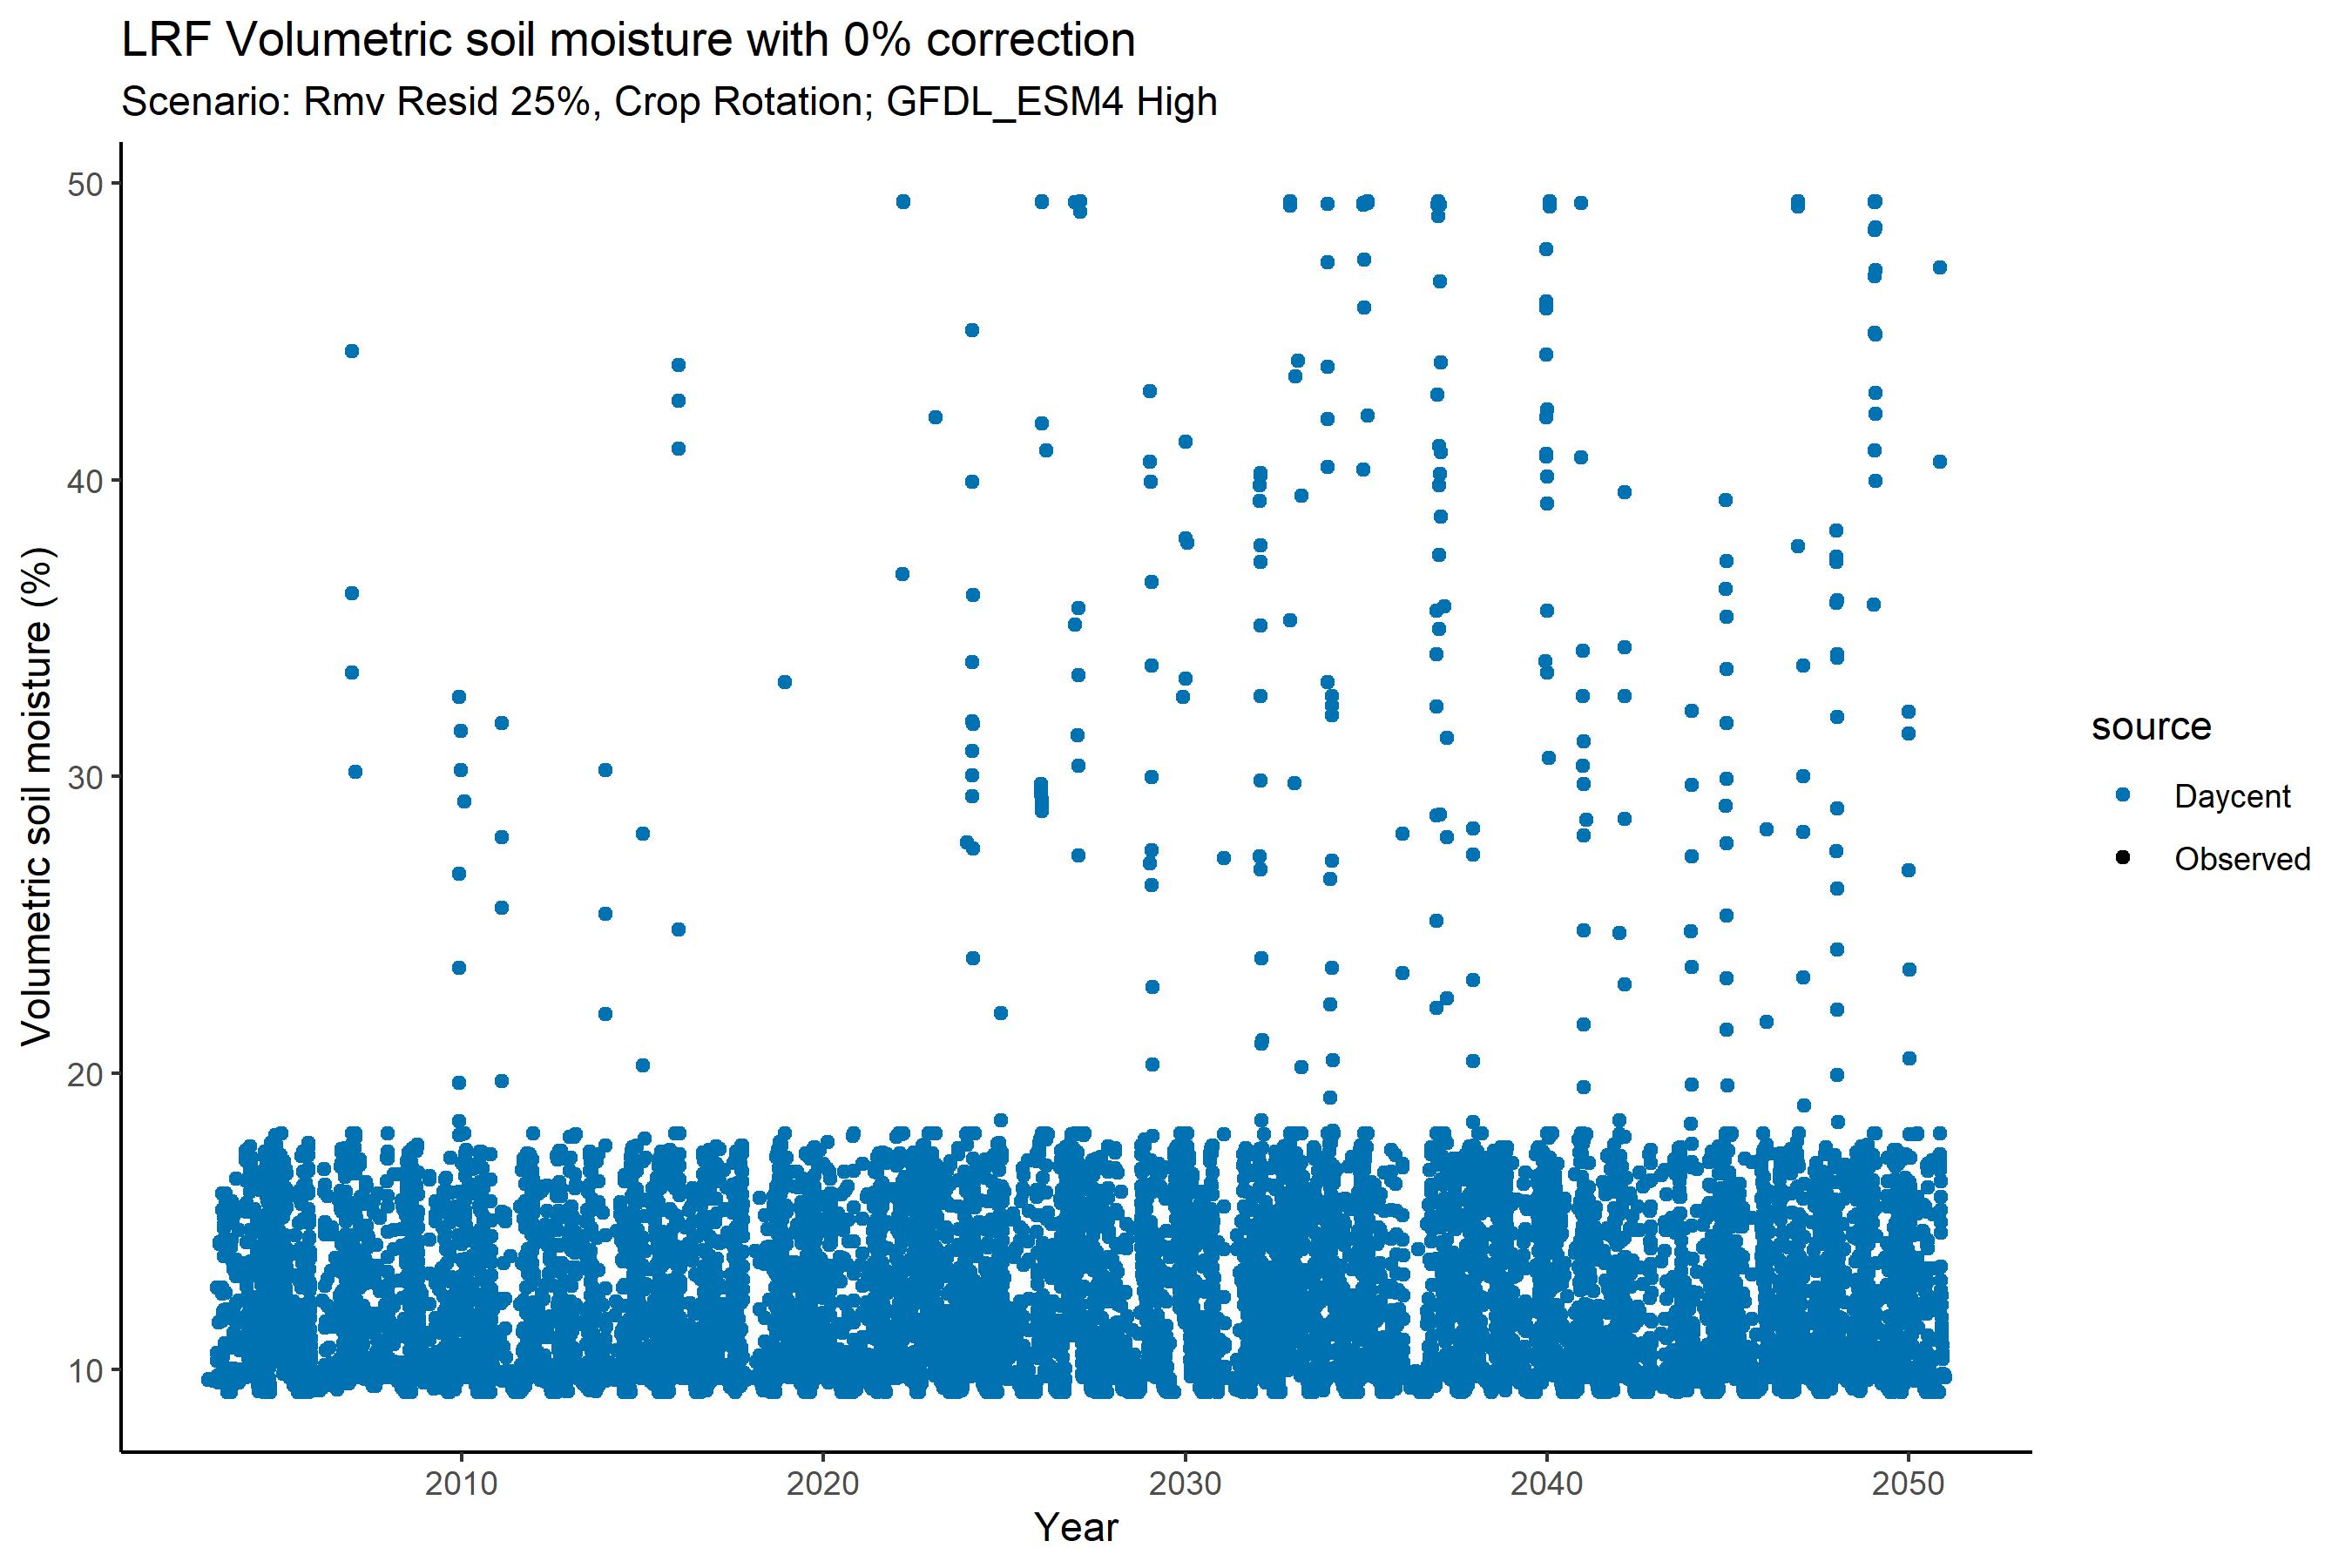 LRF Volumetric soil moisture with 0% correction
Scenario: Rmv Resid 25%, Crop Rotation; GFDL_ESM4 High
Volumetric soil moisture (%)
50
40
30
20
10
2010
2020
2030
2040
2050
Year
source
Daycent
Observed